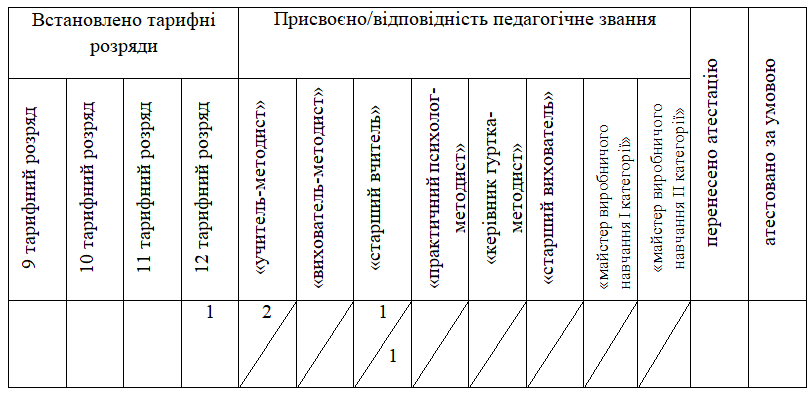 Встановлено тарифні
розряди
Присвоєно/відповідність педагогічне звання
9 тарифний розряд
10 тарифний розряд
11 тарифний розряд
12 тарифний розряд
«учитель-методист»
«вихователь-методист»
«старший вчитель»
«практичний психолог-
методист»
«керівник гуртка-
методист»
«старший вихователь»
«майстер виробничого
навчання І категорії»
«майстер виробничого
навчання ІІ категорії»
перенесено атестацію
атестовано за умовою
1
2
1
1